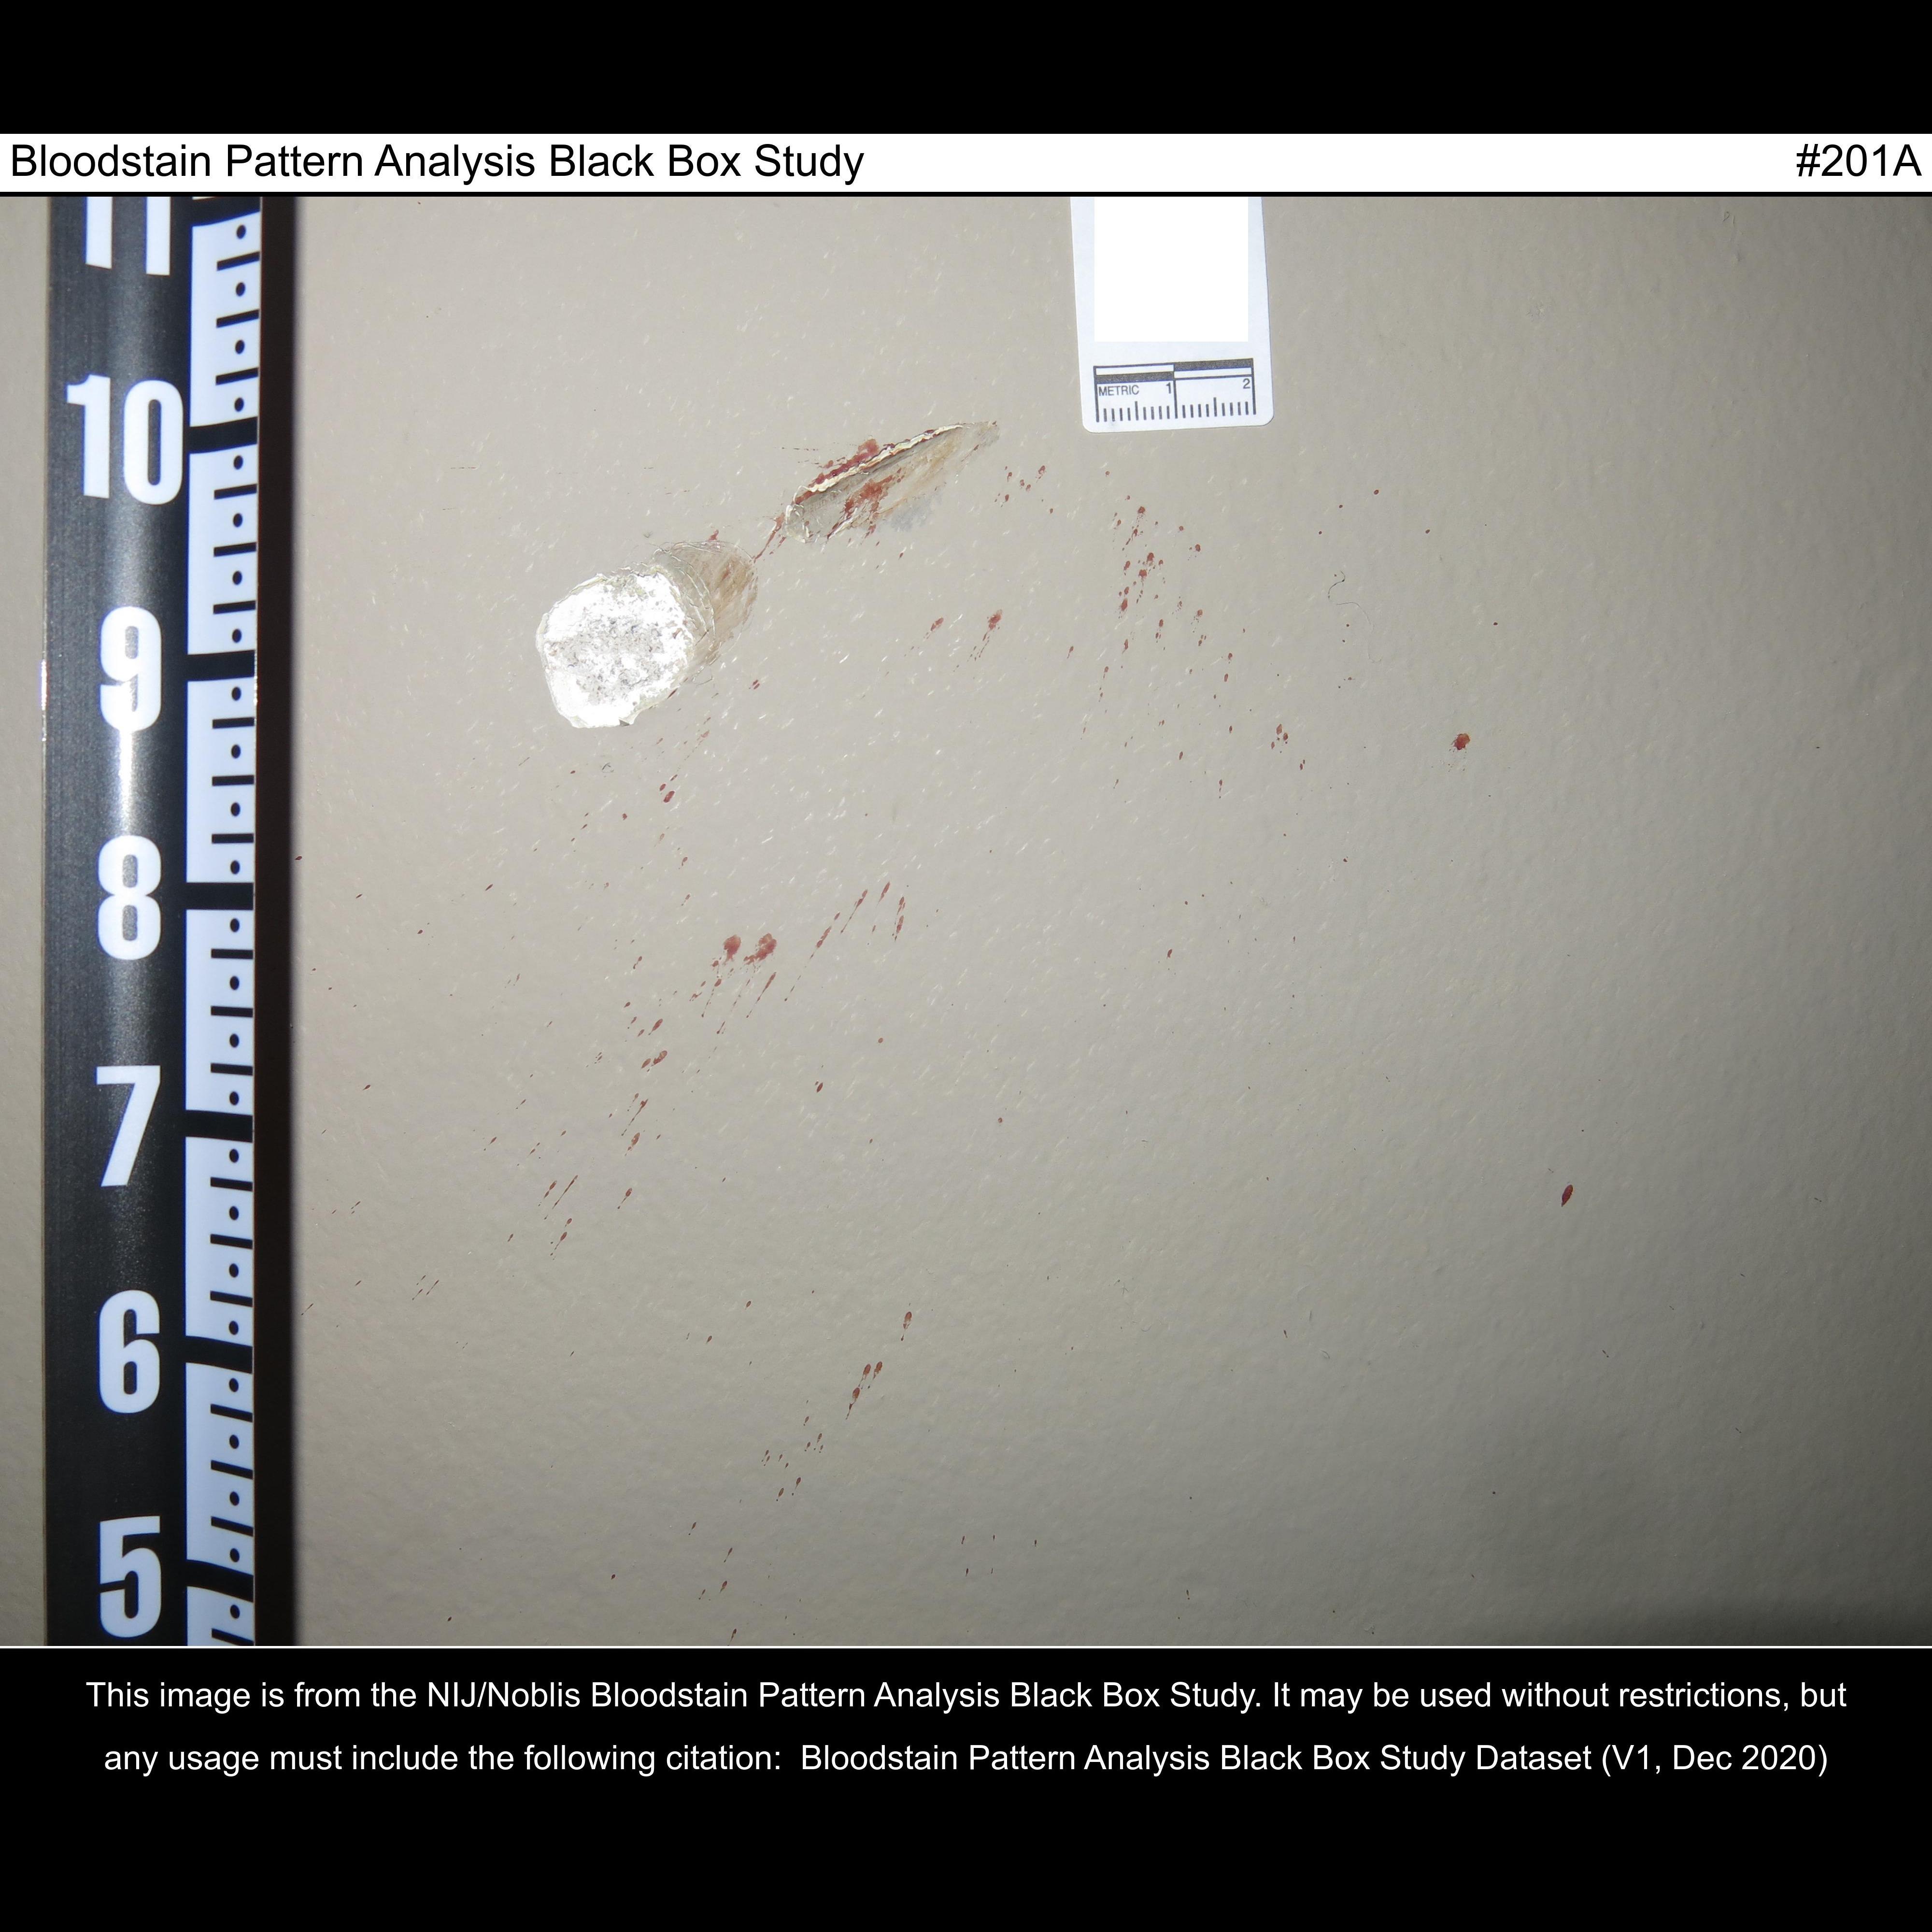 Bloodstain Pattern Analysis Black Box Study #201A
11
10
METRIC 1 2
9
8
7
6
5
This image is from the NIJ/Noblis Bloodstain Pattern Analysis Black Box Study. It may be used without restrictions, but
any usage must include the following citation: Bloodstain Pattern Analysis Black Box Study Dataset (V1, Dec 2020)